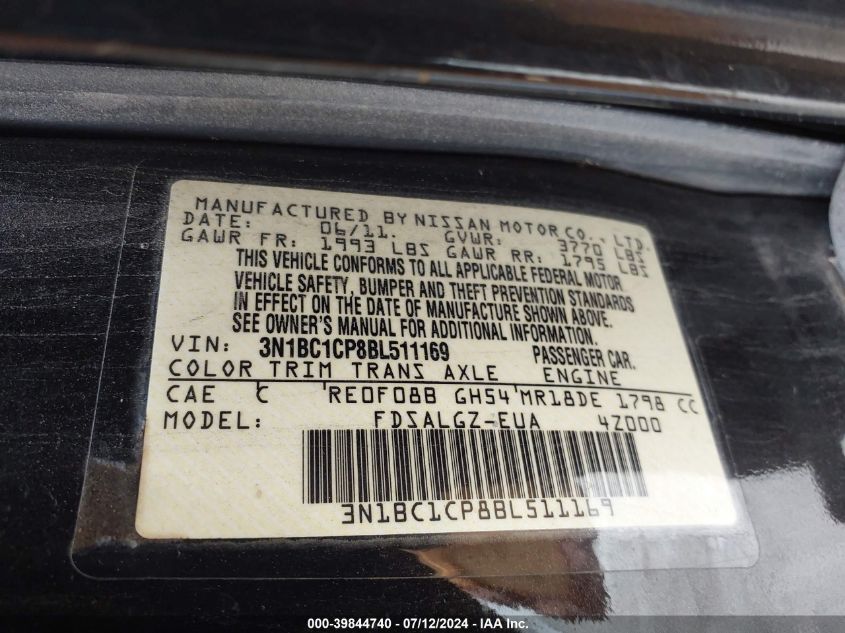 MANUFACTURED BY NISSAN MOTOR CO., LTD.
DATE: 06/11. GVWR: 3770 LBS
GAWR FR: 1993 LBS GAWR RR: 1795 LBS
THIS VEHICLE CONFORMS TO ALL APPLICABLE FEDERAL MOTOR
VEHICLE SAFETY, BUMPER AND THEFT PREVENTION STANDARDS
IN EFFECT ON THE DATE OF MANUFACTURE SHOWN ABOVE.
SEE OWNER'S MANUAL FOR ADDITIONAL INFORMATION.
VIN: 3N1BC1CP8BL511169 PASSENGER CAR.
COLOR TRIM TRANS AXLE ENGINE
CAE C RE0F08B GH54 MR18DE 1798 CC
MODEL: FDSALGZ-EUA 4Z000
3N1BC1CP8BL511169
000-39844740 - 07/12/2024 - IAA Inc.